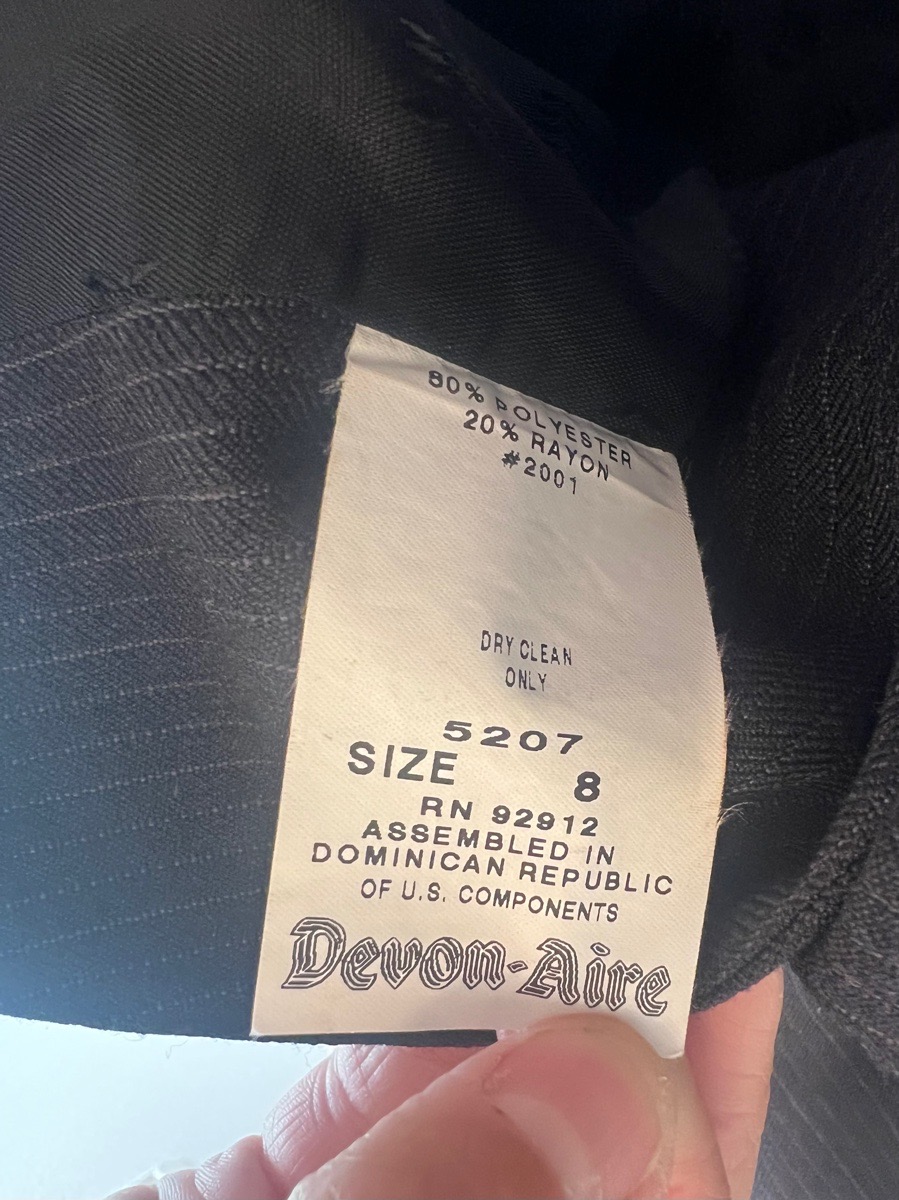 80% POLYESTER
20% RAYON
#2001
DRY CLEAN
ONLY
5207
SIZE 8
RN 92912
ASSEMBLED IN
DOMINICAN REPUBLIC
OF U.S. COMPONENTS
Devon-Aire